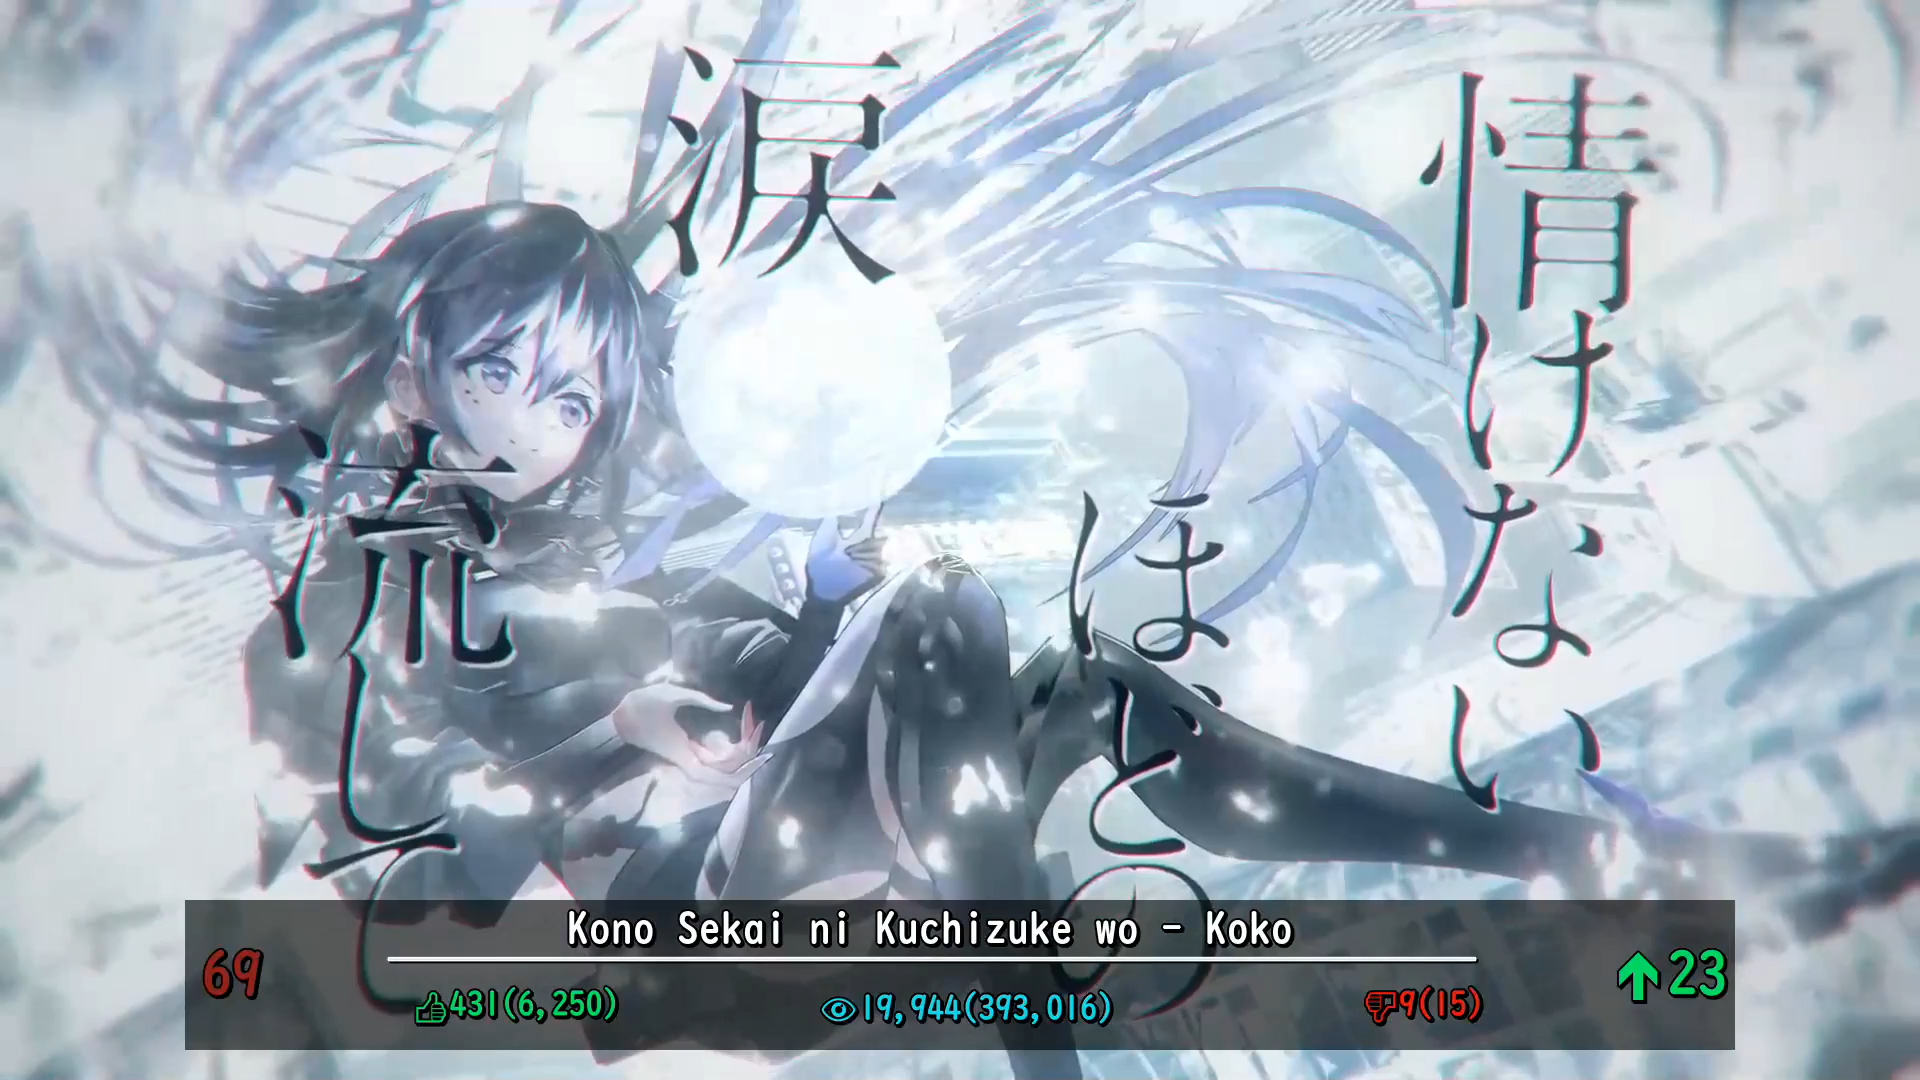 情けない
ほどの
涙
流して
Kono Sekai ni Kuchizuke wo - Koko
69
431(6,250)
19,944(393,016)
9(15)
23